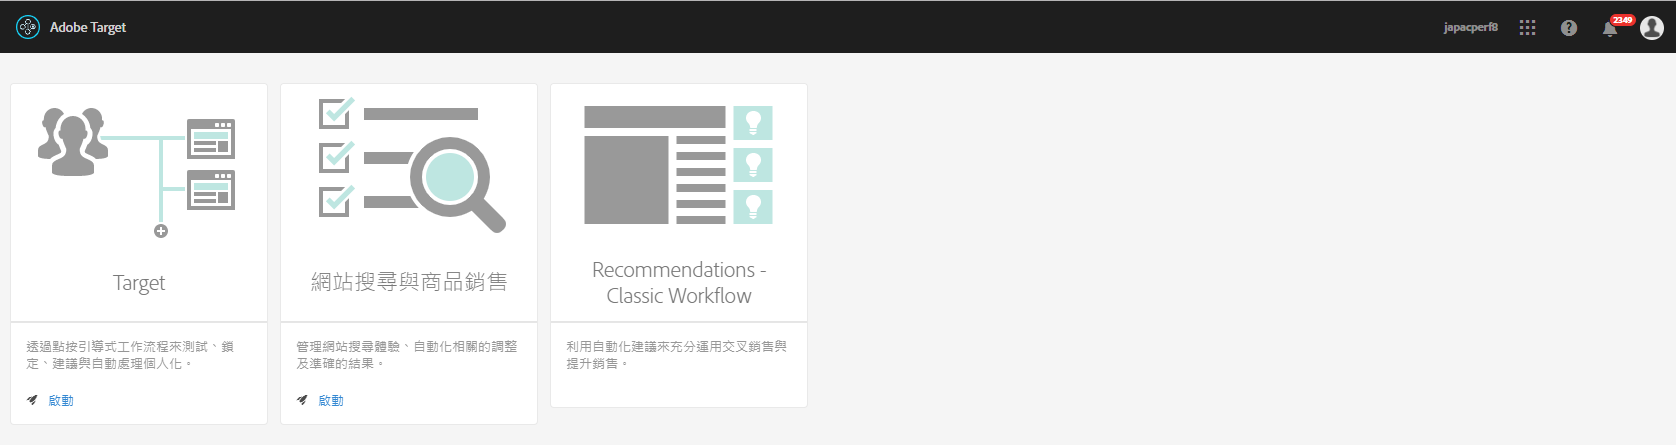 Adobe Target
japacperf8
2349
Target
透過點按引導式工作流程來測試、鎖
定、建議與自動處理個人化。
啟動
網站搜尋與商品銷售
管理網站搜尋體驗、自動化相關的調整
及準確的結果。
啟動
Recommendations -
Classic Workflow
利用自動化建議來充分運用交叉銷售與
提升銷售。